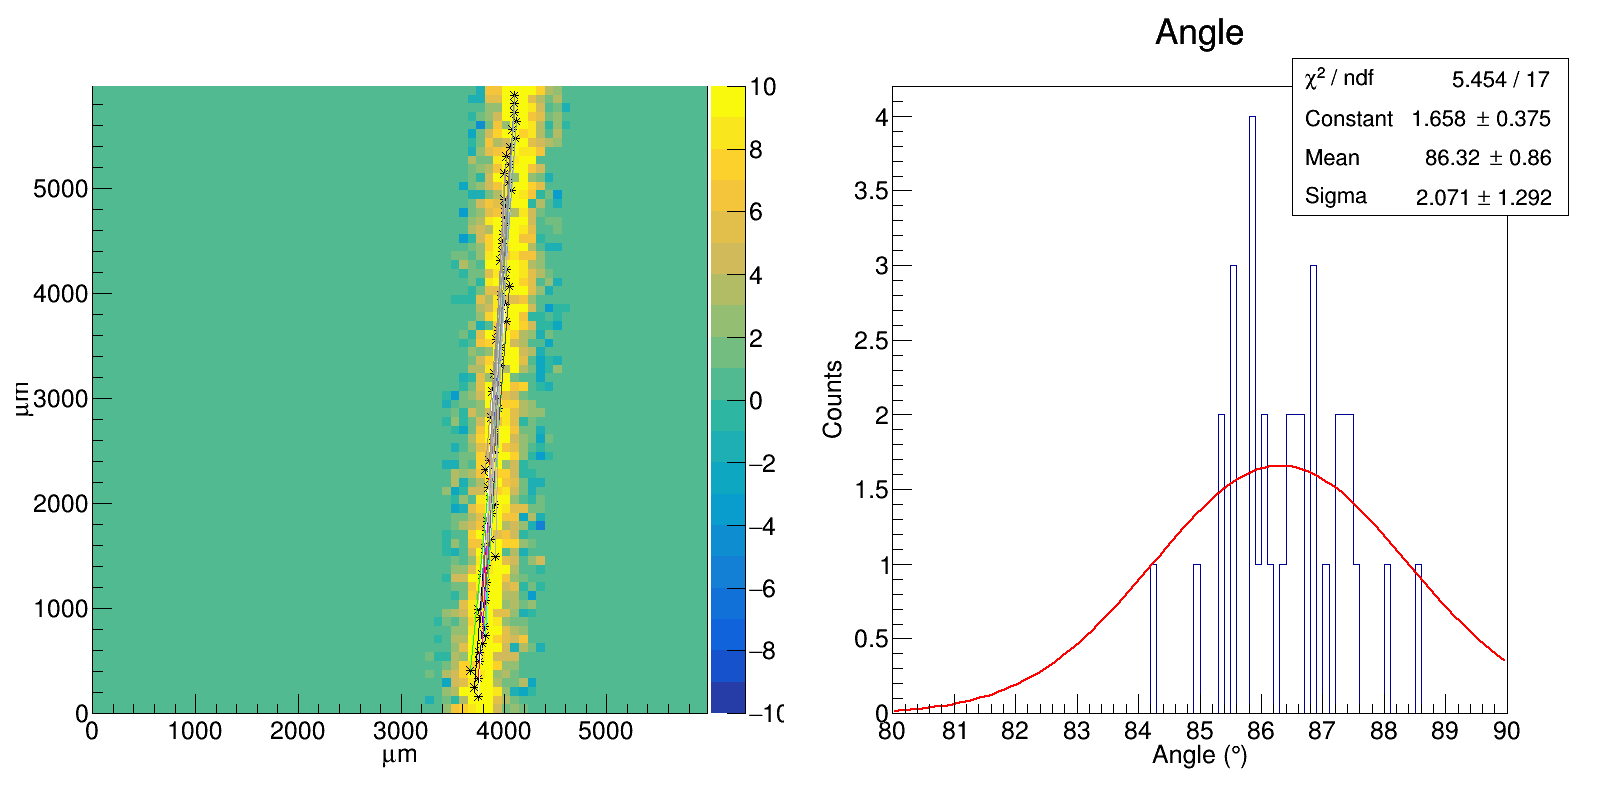 Angle
χ² / ndf 5.454 / 17
Constant 1.658 ± 0.375
Mean 86.32 ± 0.86
Sigma 2.071 ± 1.292
5000
4000
3000
2000
1000
0
μm
0 1000 2000 3000 4000 5000
μm
10
8
6
4
2
0
−2
−4
−6
−8
−10
4
3.5
3
2.5
2
1.5
1
0.5
0
Counts
80 81 82 83 84 85 86 87 88 89 90
Angle (°)